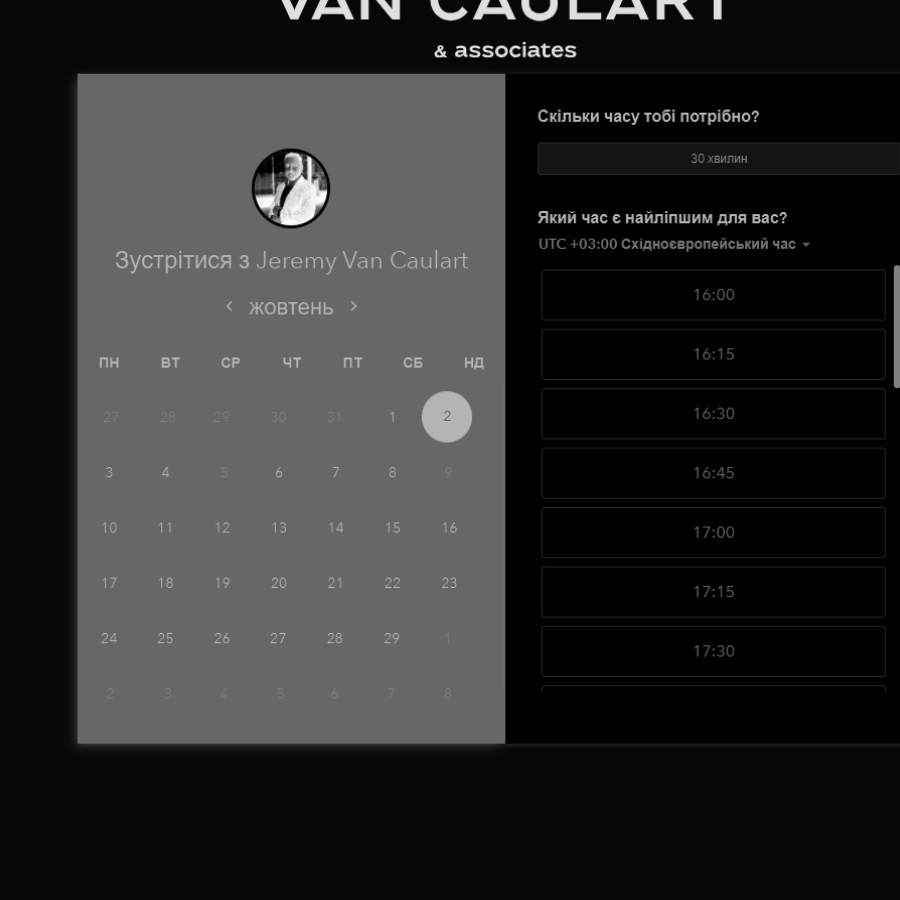 VAN CAULART
& associates
Зустрітися з Jeremy Van Caulart
жовтень
ПН ВТ СР ЧТ ПТ СБ НД
27 28 29 30 31 1 2
3 4 5 6 7 8 9
10 11 12 13 14 15 16
17 18 19 20 21 22 23
24 25 26 27 28 29 1
2 3 4 5 6 7 8
Скільки часу тобі потрібно?
30 хвилин
Який час є найліпшим для вас?
UTC +03:00 Східноєвропейський час
16:00
16:15
16:30
16:45
17:00
17:15
17:30